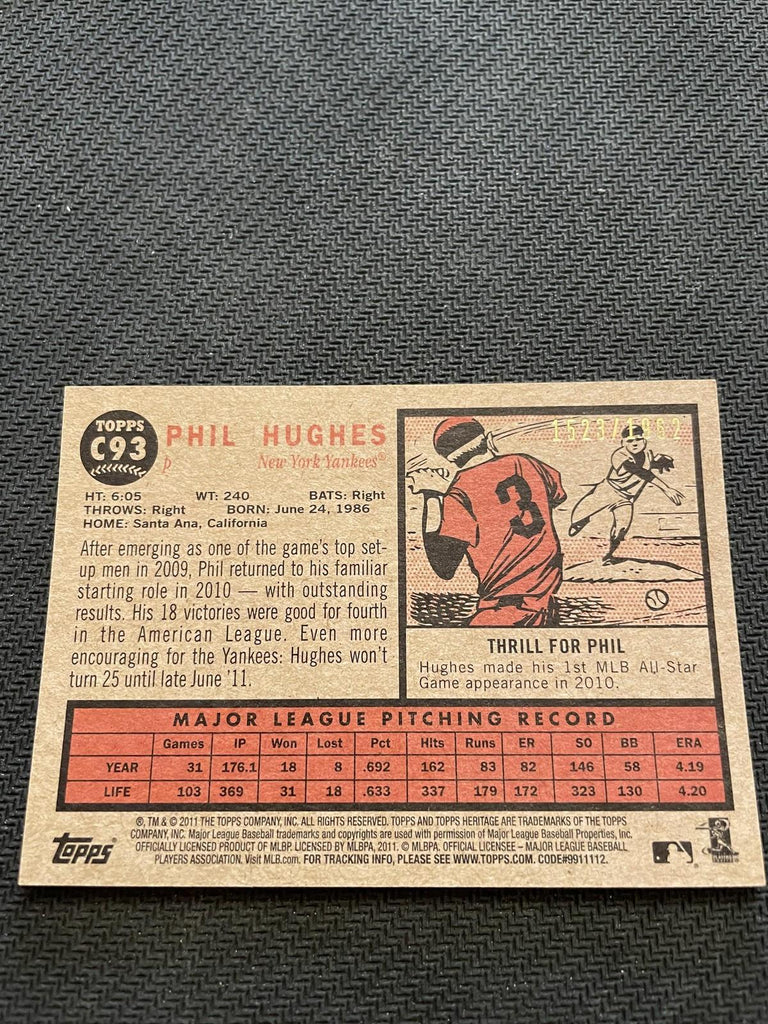 TOPPS
C93
PHIL HUGHES
p New York Yankees®
HT: 6:05 WT: 240 BATS: Right
THROWS: Right BORN: June 24, 1986
HOME: Santa Ana, California
After emerging as one of the game's top set-
up men in 2009, Phil returned to his familiar
starting role in 2010 — with outstanding
results. His 18 victories were good for fourth
in the American League. Even more
encouraging for the Yankees: Hughes won't
turn 25 until late June '11.
1523/1962
3
THRILL FOR PHIL
Hughes made his 1st MLB All-Star
Game appearance in 2010.
MAJOR LEAGUE PITCHING RECORD
Games IP Won Lost Pct Hits Runs ER SO BB ERA
YEAR 31 176.1 18 8 .692 162 83 82 146 58 4.19
LIFE 103 369 31 18 .633 337 179 172 323 130 4.20
®, TM & © 2011 THE TOPPS COMPANY, INC. ALL RIGHTS RESERVED. TOPPS AND TOPPS HERITAGE ARE TRADEMARKS OF THE TOPPS
COMPANY, INC. Major League Baseball trademarks and copyrights are used with permission of Major League Baseball Properties, Inc.
OFFICIALLY LICENSED PRODUCT OF MLBP. LICENSED BY MLBPA, 2011. © MLBPA. OFFICIAL LICENSEE – MAJOR LEAGUE BASEBALL
PLAYERS ASSOCIATION. Visit MLB.com. FOR TRACKING INFO, PLEASE SEE WWW.TOPPS.COM. CODE#9911112.
topps